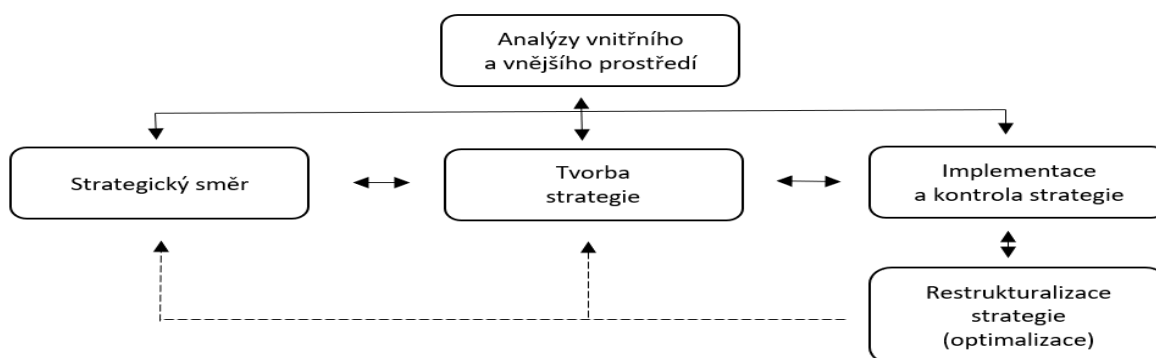 Analýzy vnitřního
a vnějšího prostředí
Strategický směr
Tvorba
strategie
Implementace
a kontrola strategie
Restrukturalizace
strategie
(optimalizace)